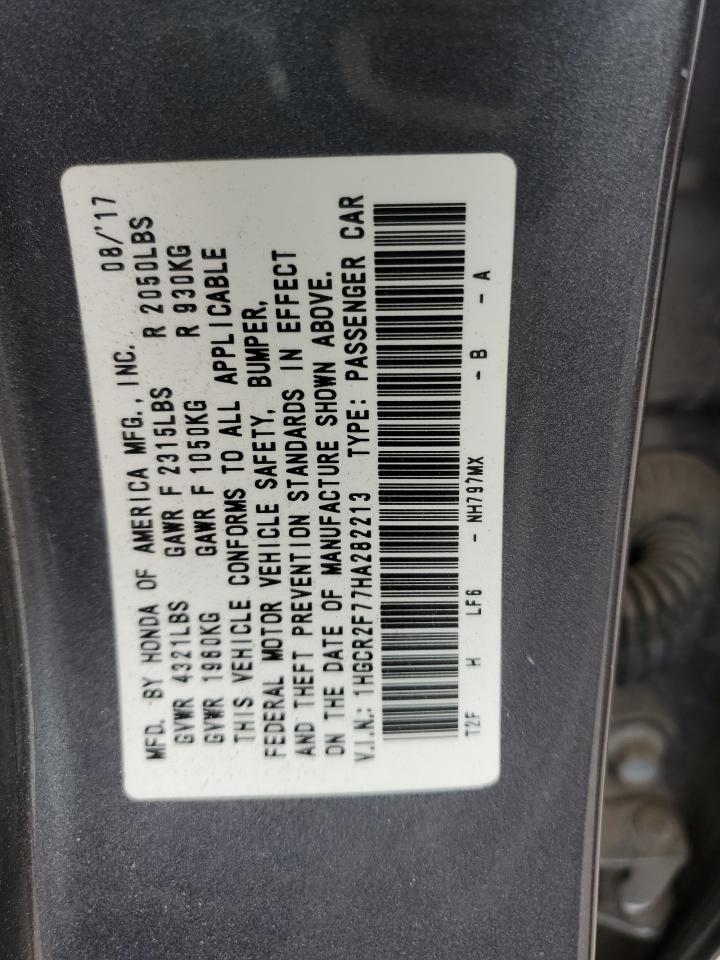 MFD. BY HONDA OF AMERICA MFG., INC. 08/'17
GVWR 4321LBS GAWR F 2315LBS R 2050LBS
GVWR 1960KG GAWR F 1050KG R 930KG
THIS VEHICLE CONFORMS TO ALL APPLICABLE
FEDERAL MOTOR VEHICLE SAFETY, BUMPER,
AND THEFT PREVENTION STANDARDS IN EFFECT
ON THE DATE OF MANUFACTURE SHOWN ABOVE.
V.I.N.: 1HGCR2F77HA282213 TYPE: PASSENGER CAR
T2F H LF6 - NH797MX - B - A